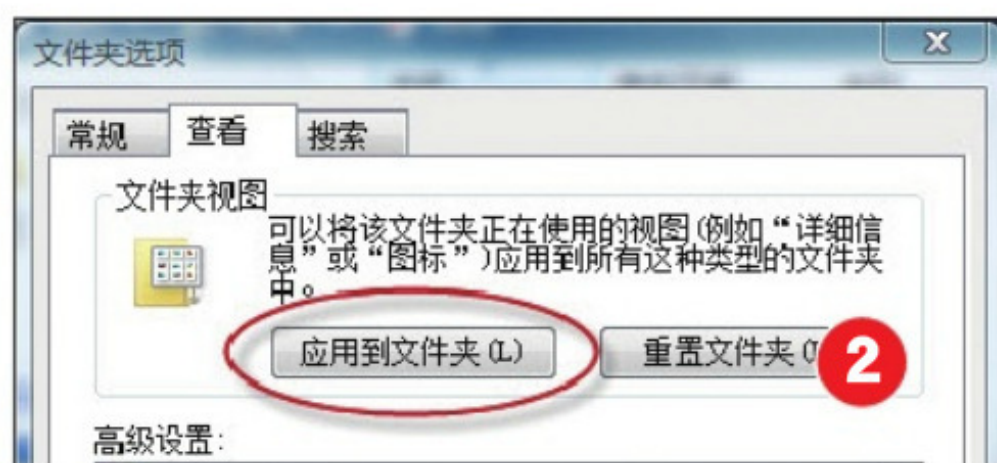 文件夹选项
常规 查看 搜索
文件夹视图
可以将该文件夹正在使用的视图(例如“详细信
息”或“图标”)应用到所有这种类型的文件夹
中。
应用到文件夹(L) 重置文件夹
2
高级设置: